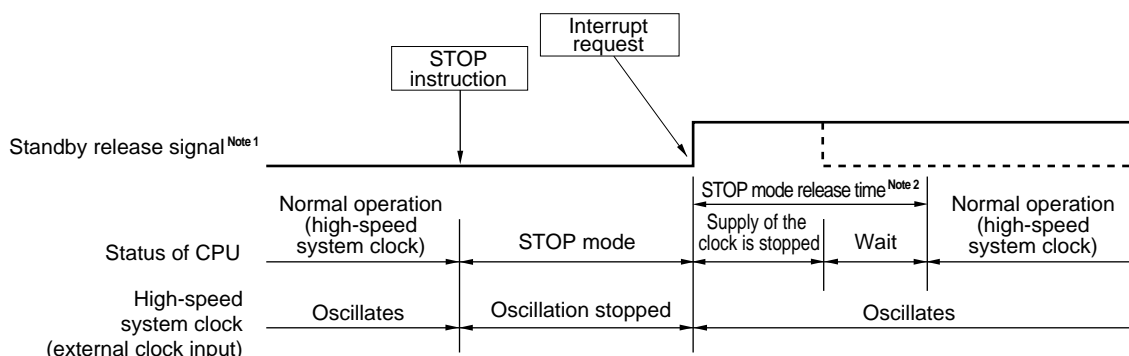 Interrupt
request
STOP
instruction
Standby release signal Note 1
STOP mode release time Note 2
Normal operation
(high-speed
system clock)
Supply of the
clock is stopped
Normal operation
(high-speed
system clock)
Status of CPU
STOP mode
Wait
High-speed
system clock
(external clock input)
Oscillates
Oscillation stopped
Oscillates